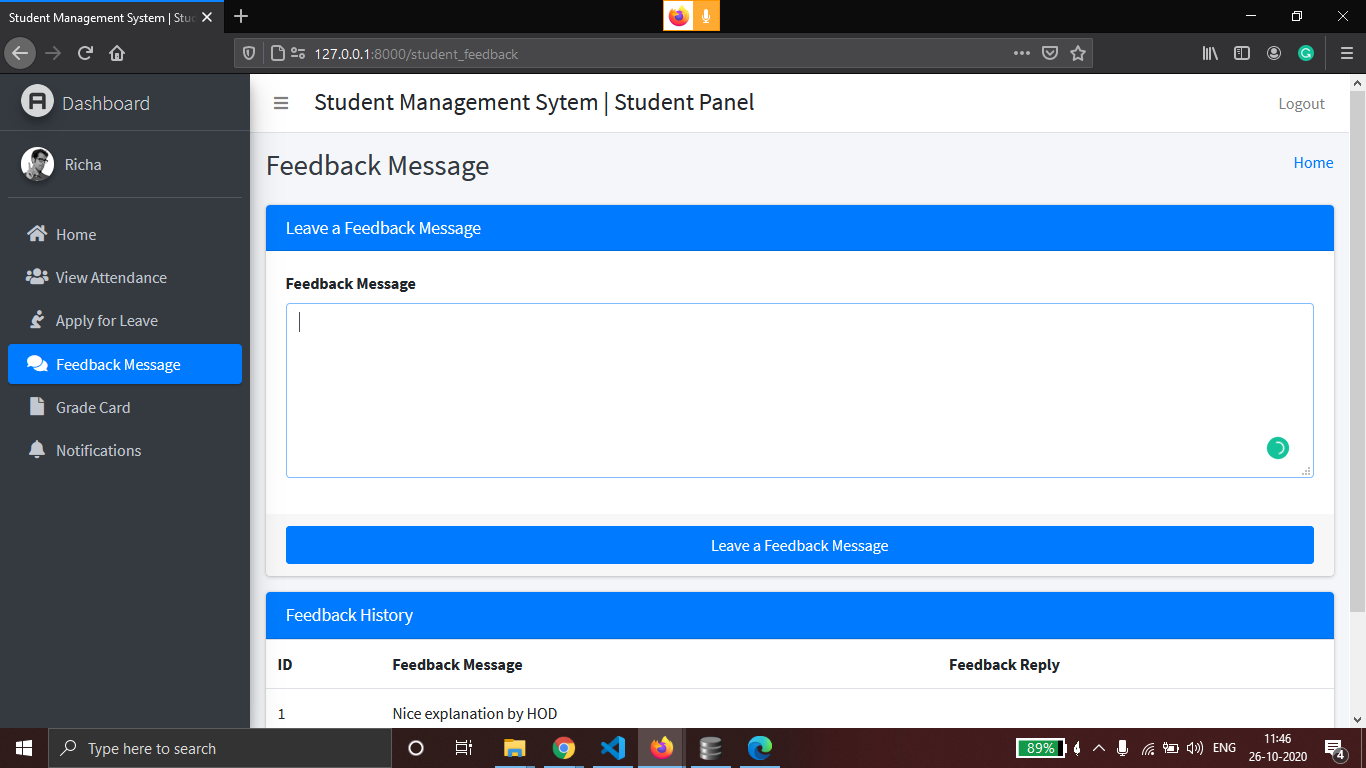 Student Management System | Stud
127.0.0.1:8000/student_feedback
Dashboard
Student Management Sytem | Student Panel
Logout
Richa
Feedback Message
Home
Home
View Attendance
Apply for Leave
Feedback Message
Grade Card
Notifications
Leave a Feedback Message
Feedback Message
Leave a Feedback Message
Feedback History
ID Feedback Message Feedback Reply
1 Nice explanation by HOD
Type here to search
89%
ENG
11:46
26-10-2020
4